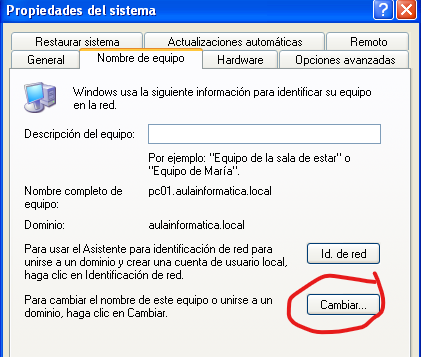 Propiedades del sistema
Restaurar sistema
Actualizaciones automáticas
Remoto
General
Nombre de equipo
Hardware
Opciones avanzadas
Windows usa la siguiente información para identificar su equipo
en la red.
Descripción del equipo:
Por ejemplo: "Equipo de la sala de estar" o
"Equipo de María".
Nombre completo de
equipo:
pc01.aulainformatica.local
Dominio:
aulainformatica.local
Para usar el Asistente para identificación de red para
unirse a un dominio y crear una cuenta de usuario local,
haga clic en Identificación de red.
Id. de red
Para cambiar el nombre de este equipo o unirse a un
dominio, haga clic en Cambiar.
Cambiar...